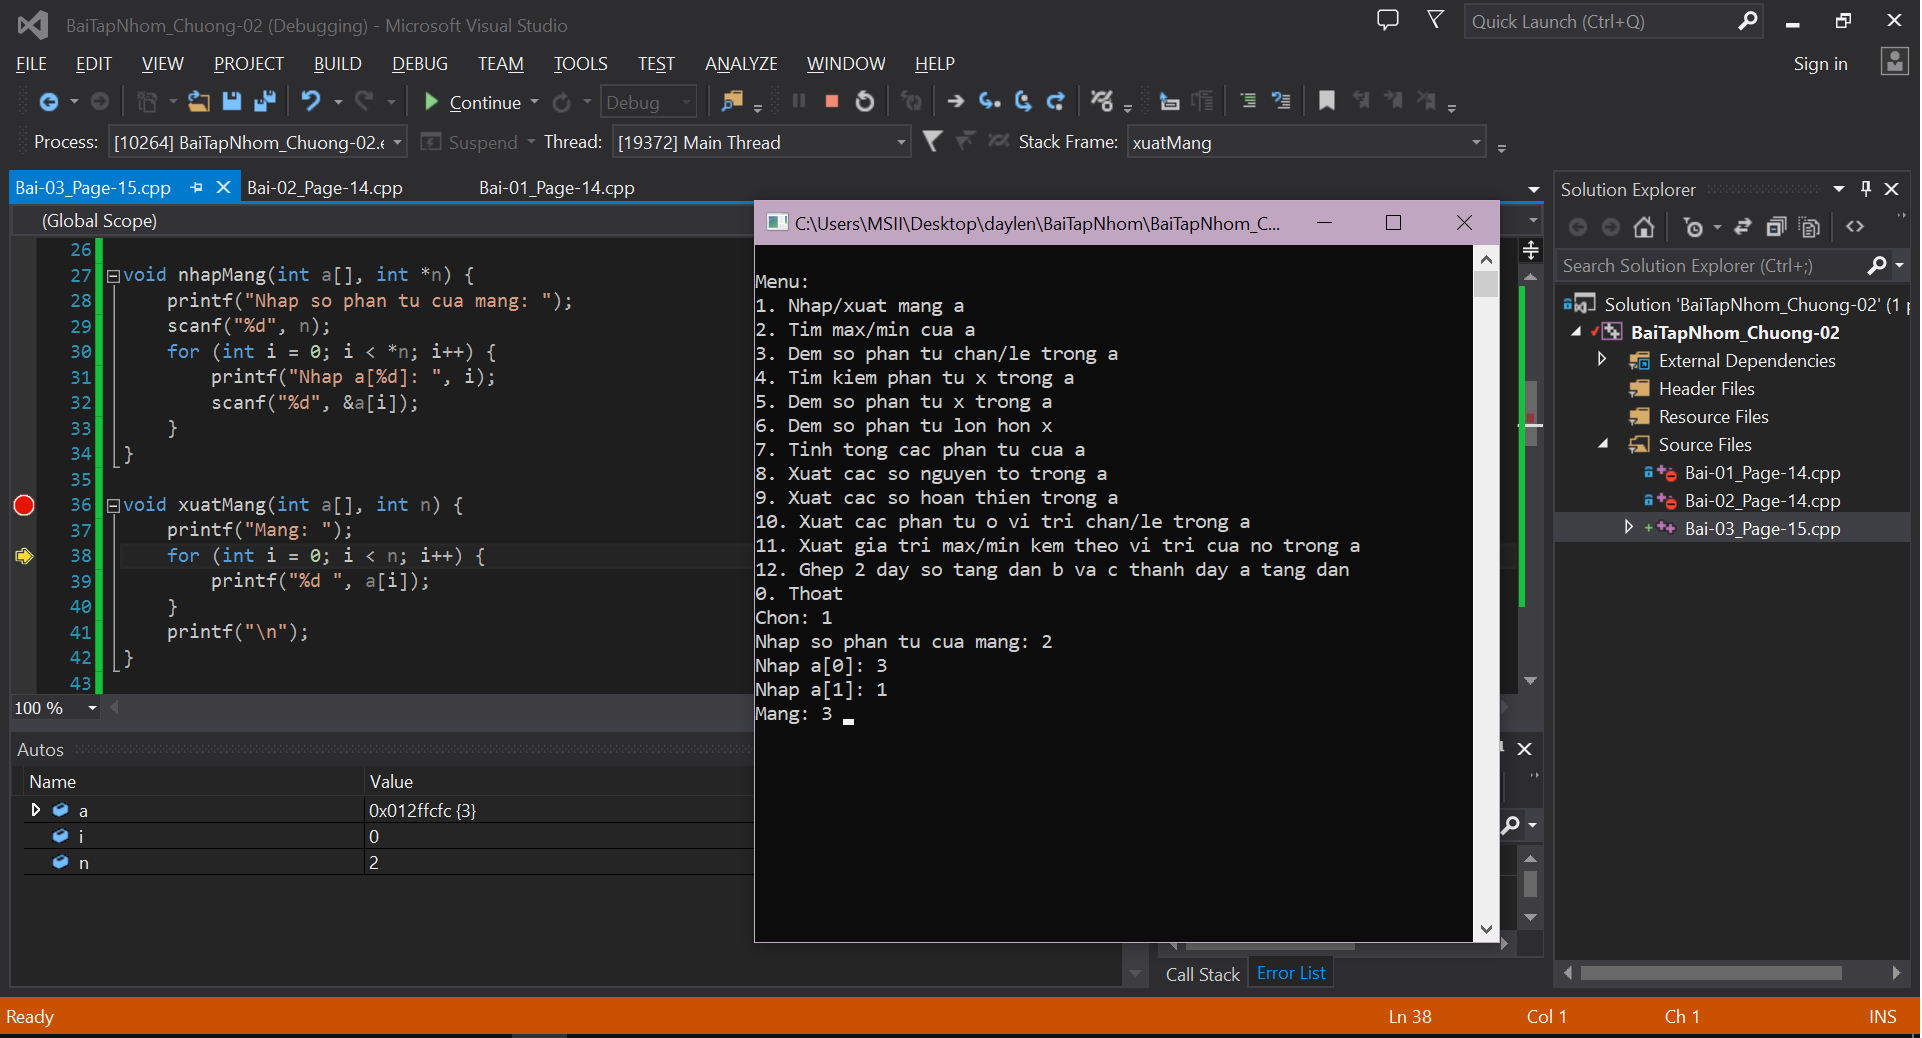 BaiTapNhom_Chuong-02 (Debugging) - Microsoft Visual Studio
Quick Launch (Ctrl+Q)
FILE EDIT VIEW PROJECT BUILD DEBUG TEAM TOOLS TEST ANALYZE WINDOW HELP
Sign in
Continue
Debug
Process: [10264] BaiTapNhom_Chuong-02.e
Suspend
Thread: [19372] Main Thread
Stack Frame: xuatMang
Bai-03_Page-15.cpp
Bai-02_Page-14.cpp
Bai-01_Page-14.cpp
(Global Scope)
26
27 void nhapMang(int a[], int *n) {
28 printf("Nhap so phan tu cua mang: ");
29 scanf("%d", n);
30 for (int i = 0; i < *n; i++) {
31 printf("Nhap a[%d]: ", i);
32 scanf("%d", &a[i]);
33 }
34 }
35
36 void xuatMang(int a[], int n) {
37 printf("Mang: ");
38 for (int i = 0; i < n; i++) {
39 printf("%d ", a[i]);
40 }
41 printf("\n");
42 }
43
100 %
Autos
Name Value
a 0x012ffcfc {3}
i 0
n 2
C:\Users\MSII\Desktop\daylen\BaiTapNhom\BaiTapNhom_C...
Menu:
1. Nhap/xuat mang a
2. Tim max/min cua a
3. Dem so phan tu chan/le trong a
4. Tim kiem phan tu x trong a
5. Dem so phan tu x trong a
6. Dem so phan tu lon hon x
7. Tinh tong cac phan tu cua a
8. Xuat cac so nguyen to trong a
9. Xuat cac so hoan thien trong a
10. Xuat cac phan tu o vi tri chan/le trong a
11. Xuat gia tri max/min kem theo vi tri cua no trong a
12. Ghep 2 day so tang dan b va c thanh day a tang dan
0. Thoat
Chon: 1
Nhap so phan tu cua mang: 2
Nhap a[0]: 3
Nhap a[1]: 1
Mang: 3
Call Stack
Error List
Solution Explorer
Search Solution Explorer (Ctrl+;)
Solution 'BaiTapNhom_Chuong-02' (1 p
BaiTapNhom_Chuong-02
External Dependencies
Header Files
Resource Files
Source Files
Bai-01_Page-14.cpp
Bai-02_Page-14.cpp
Bai-03_Page-15.cpp
Ready
Ln 38
Col 1
Ch 1
INS